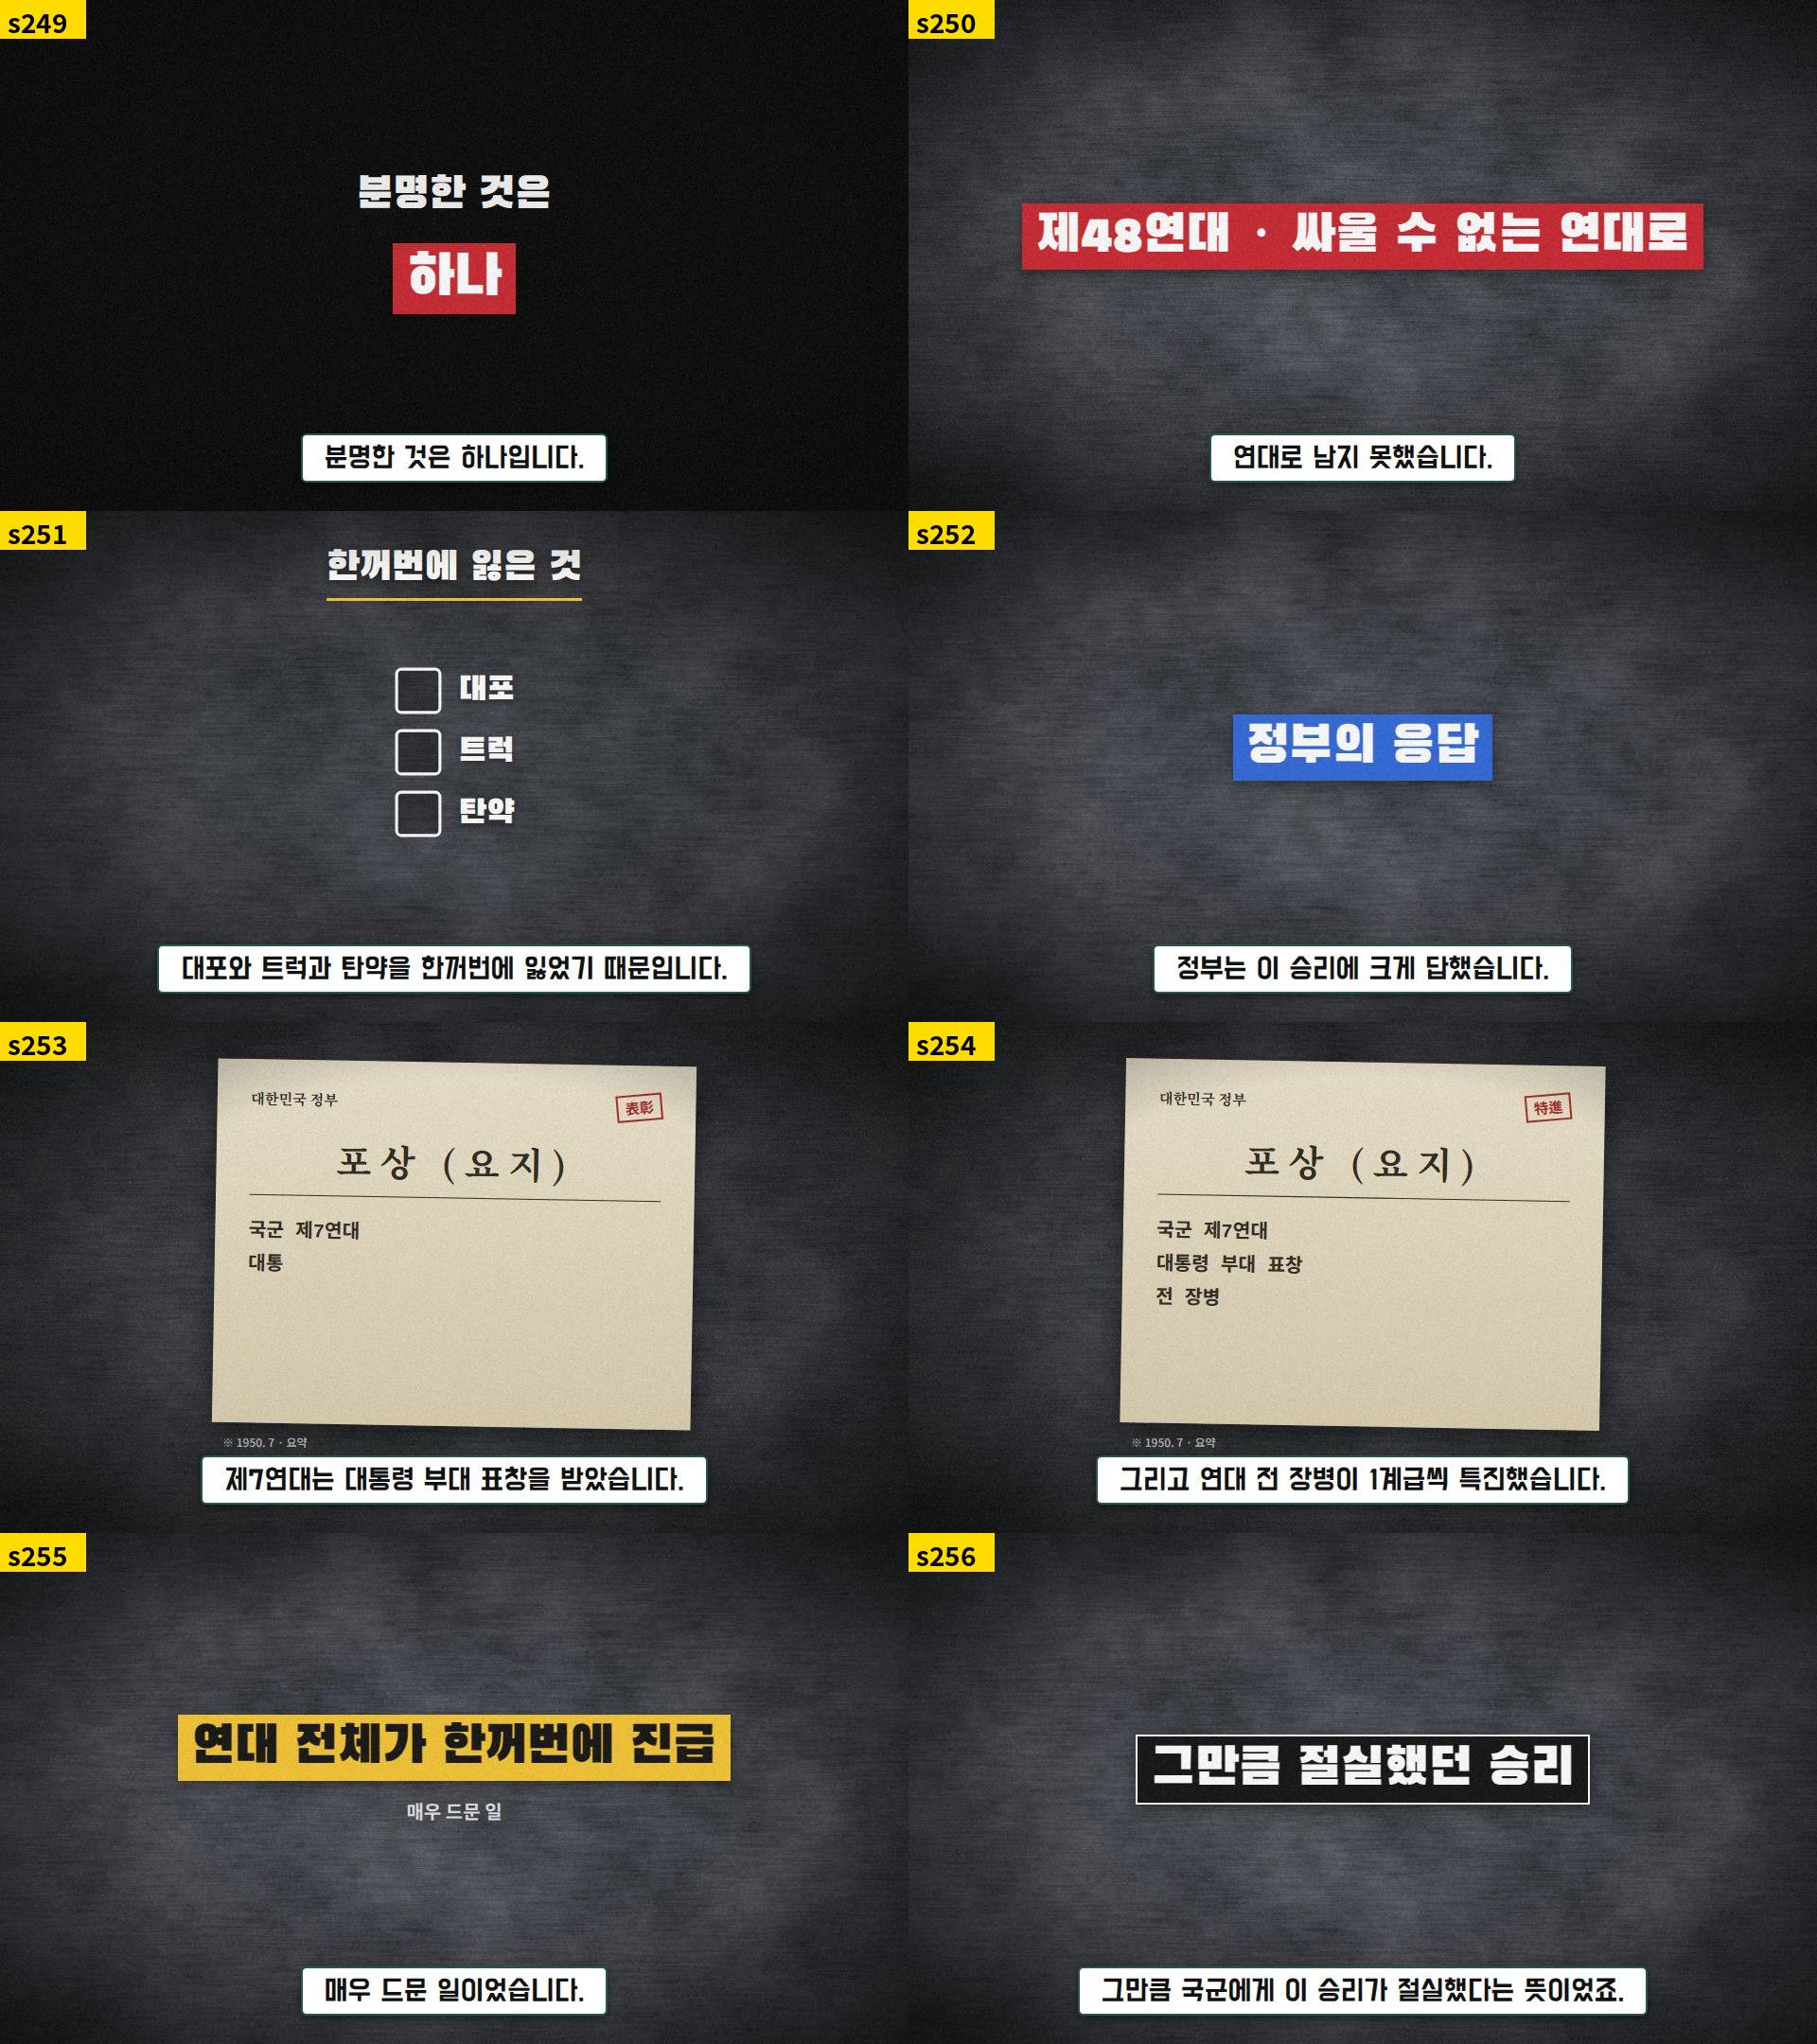 s249
분명한 것은
하나
분명한 것은 하나입니다.
s250
제48연대 · 싸울 수 없는 연대로
연대로 남지 못했습니다.
s251
한꺼번에 잃은 것
대포
트럭
탄약
대포와 트럭과 탄약을 한꺼번에 잃었기 때문입니다.
s252
정부의 응답
정부는 이 승리에 크게 답했습니다.
s253
대한민국 정부
表彰
포상 (요지)
국군 제7연대
대통
※ 1950. 7 · 요약
제7연대는 대통령 부대 표창을 받았습니다.
s254
대한민국 정부
特進
포상 (요지)
국군 제7연대
대통령 부대 표창
전 장병
※ 1950. 7 · 요약
그리고 연대 전 장병이 1계급씩 특진했습니다.
s255
연대 전체가 한꺼번에 진급
매우 드문 일
매우 드문 일이었습니다.
s256
그만큼 절실했던 승리
그만큼 국군에게 이 승리가 절실했다는 뜻이었죠.